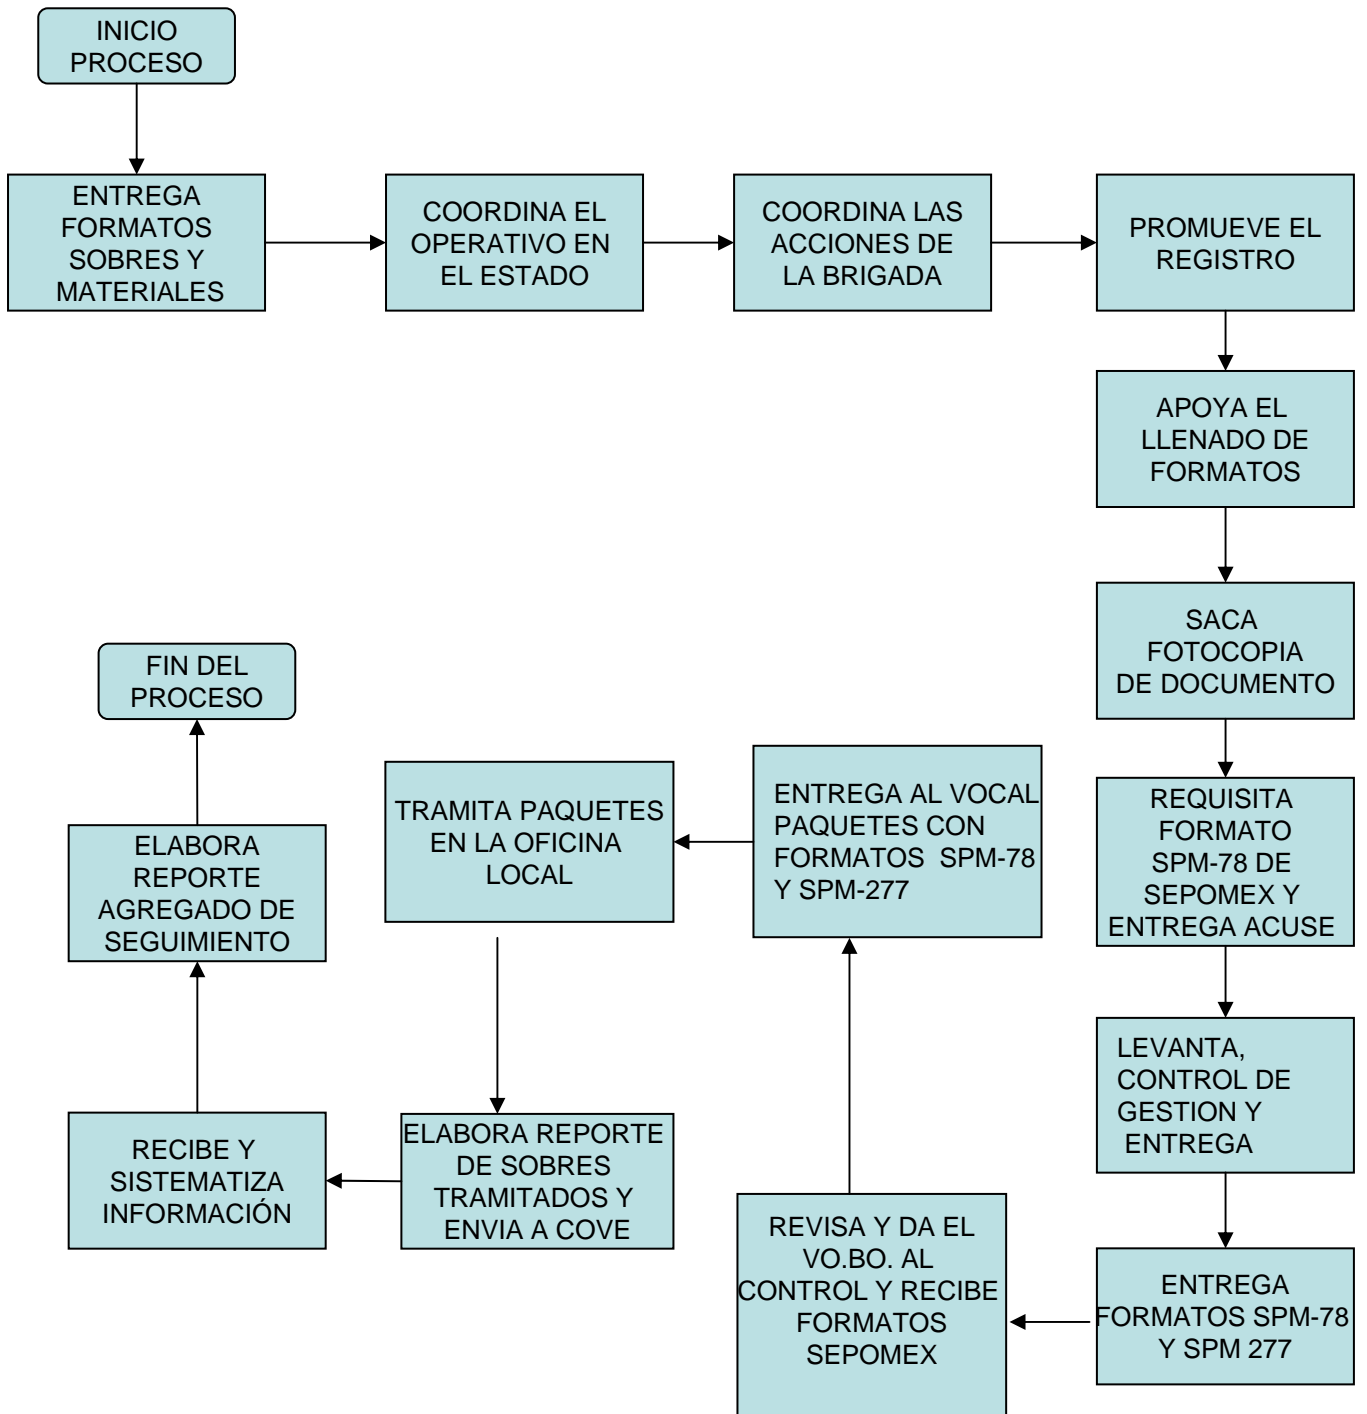 INICIO
PROCESO
ENTREGA
FORMATOS
SOBRES Y
MATERIALES
COORDINA EL
OPERATIVO EN
EL ESTADO
COORDINA LAS
ACCIONES DE
LA BRIGADA
PROMUEVE EL
REGISTRO
APOYA EL
LLENADO DE
FORMATOS
SACA
FOTOCOPIA
DE DOCUMENTO
REQUISITA
FORMATO
SPM-78 DE
SEPOMEX Y
ENTREGA ACUSE
LEVANTA,
CONTROL DE
GESTION Y
ENTREGA
ENTREGA
FORMATOS SPM-78
Y SPM 277
REVISA Y DA EL
VO.BO. AL
CONTROL Y RECIBE
FORMATOS
SEPOMEX
ENTREGA AL VOCAL
PAQUETES CON
FORMATOS SPM-78
Y SPM-277
TRAMITA PAQUETES
EN LA OFICINA
LOCAL
ELABORA REPORTE
DE SOBRES
TRAMITADOS Y
ENVIA A COVE
RECIBE Y
SISTEMATIZA
INFORMACIÓN
ELABORA
REPORTE
AGREGADO DE
SEGUIMIENTO
FIN DEL
PROCESO